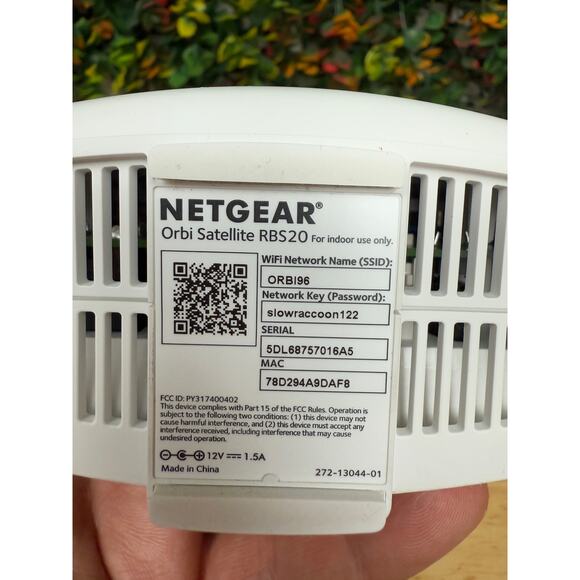 NETGEAR®
Orbi Satellite RBS20 For indoor use only.
WiFi Network Name (SSID):
ORBI96
Network Key (Password):
slowraccoon122
SERIAL
5DL68757016A5
MAC
78D294A9DAF8
FCC ID: PY317400402
This device complies with Part 15 of the FCC Rules. Operation is
subject to the following two conditions: (1) this device may not
cause harmful interference, and (2) this device must accept any
interference received, including interference that may cause
undesired operation.
12V ⎓ 1.5A
Made in China
272-13044-01